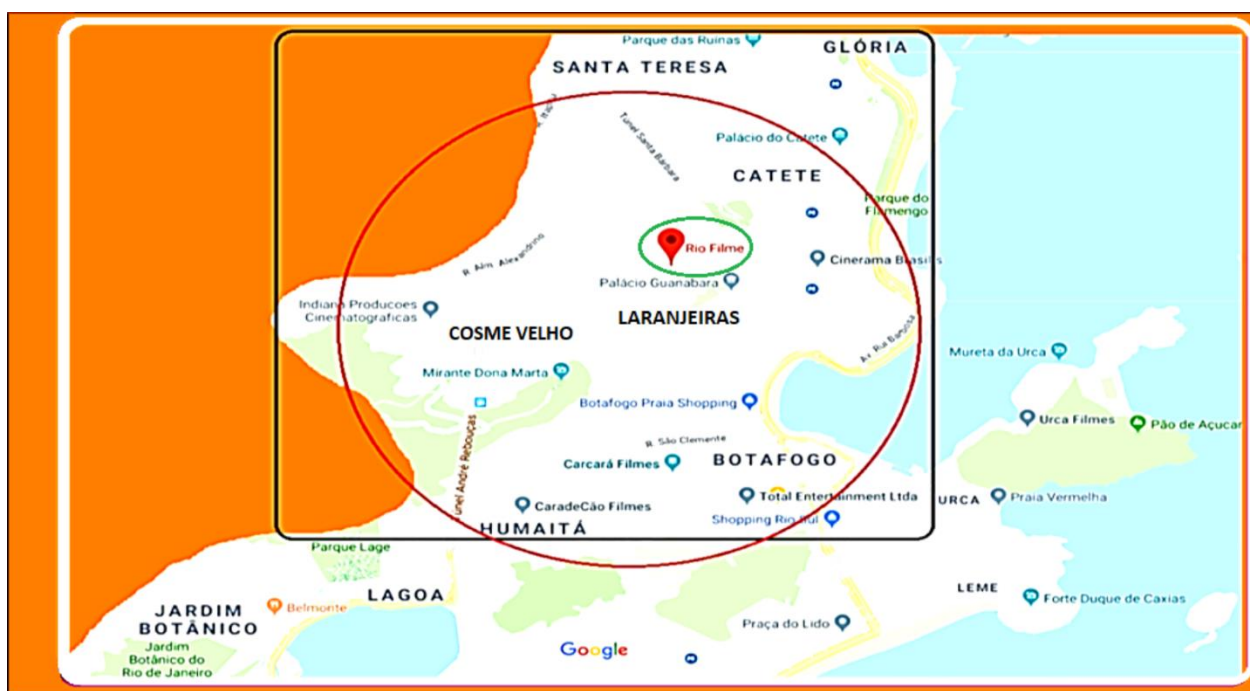 Parque das Ruinas
GLÓRIA
SANTA TERESA
R. Itapiru
Túnel Santa Barbara
Palácio do Catete
CATETE
Parque do
Flamengo
R. Alm. Alexandrino
Rio Filme
Cinerama Brasilis
Palácio Guanabara
Indiana Producoes
Cinematograficas
LARANJEIRAS
COSME VELHO
Av. Rui Barbosa
Mureta da Urca
Mirante Dona Marta
Botafogo Praia Shopping
Urca Filmes
Pão de Açucar
R. São Clemente
BOTAFOGO
Carcará Filmes
unel André Rebouças
Total Entertainment Ltda
URCA
Praia Vermelha
CaradeCão Filmes
Shopping Rio Sul
HUMAITÁ
Parque Lage
LAGOA
LEME
Forte Duque de Caxias
JARDIM
BOTÂNICO
Belmonte
Praça do Lido
Jardim
Botânico do
Rio de Janeiro
Google